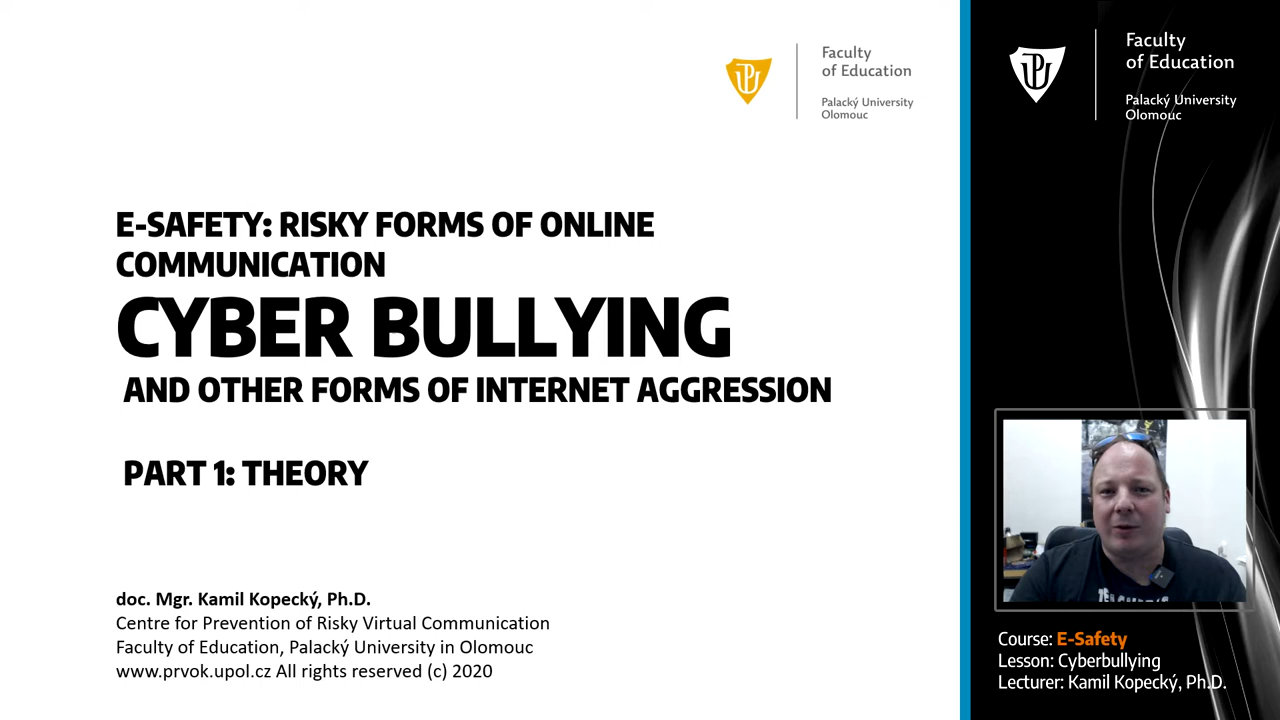 Faculty
of Education
Palacký University
Olomouc
E-SAFETY: RISKY FORMS OF ONLINE
COMMUNICATION
CYBER BULLYING
AND OTHER FORMS OF INTERNET AGGRESSION
PART 1: THEORY
doc. Mgr. Kamil Kopecký, Ph.D.
Centre for Prevention of Risky Virtual Communication
Faculty of Education, Palacký University in Olomouc
www.prvok.upol.cz All rights reserved (c) 2020
Faculty
of Education
Palacký University
Olomouc
Course: E-Safety
Lesson: Cyberbullying
Lecturer: Kamil Kopecký, Ph.D.